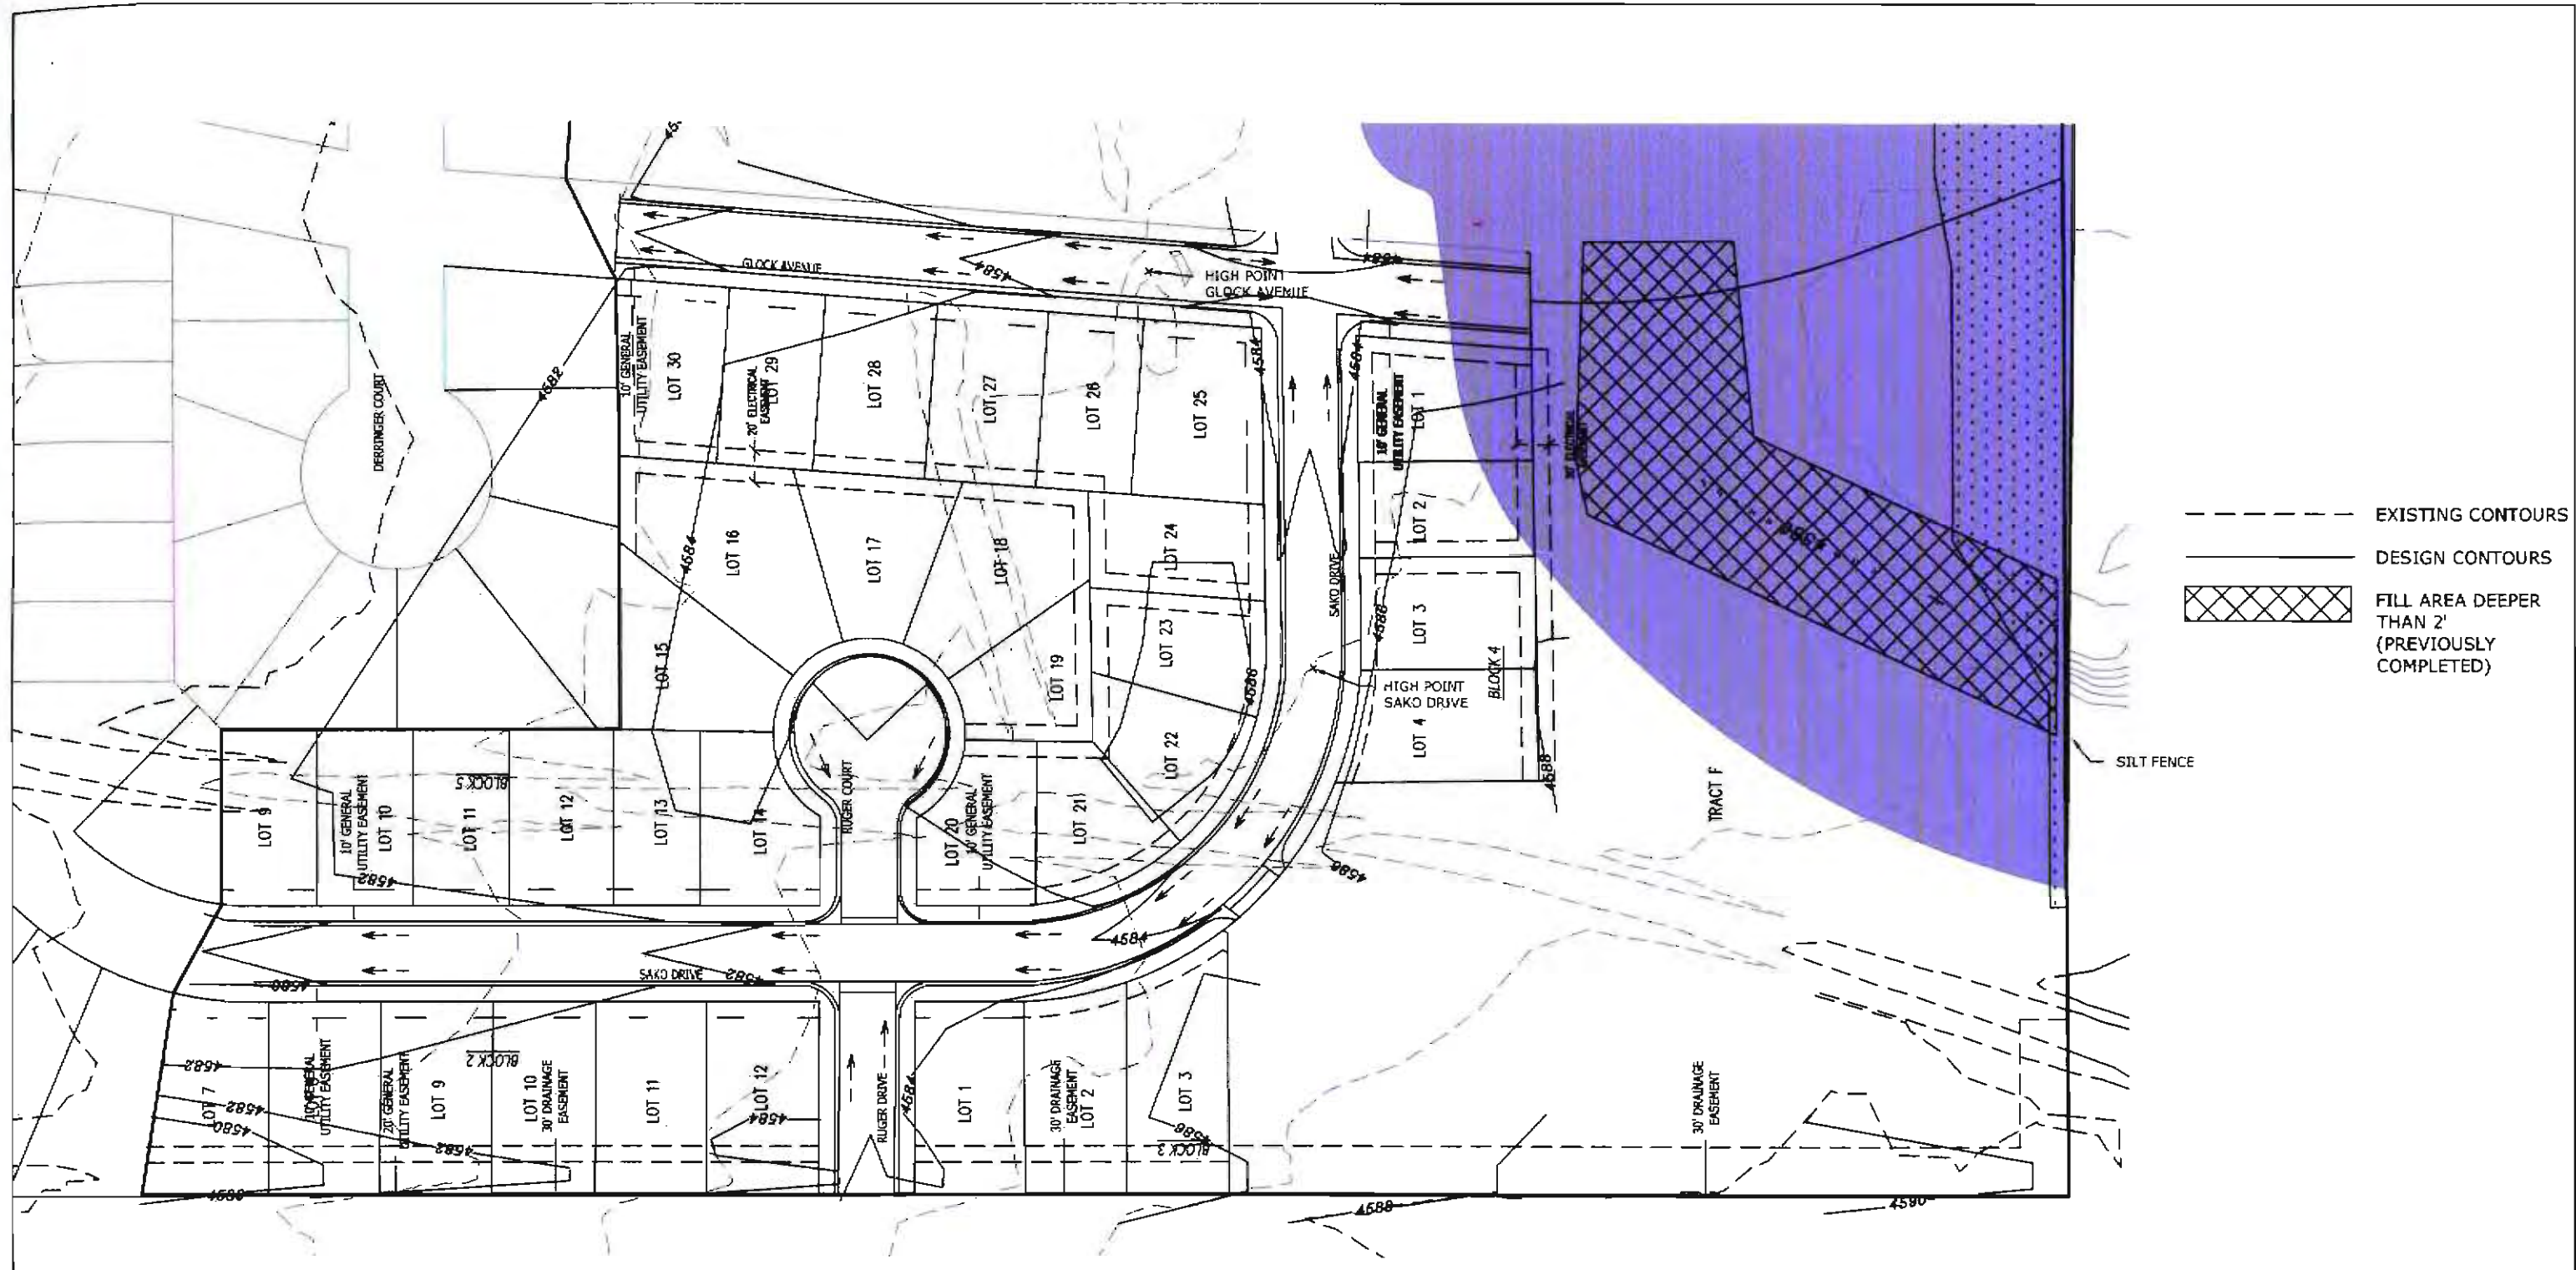 DERRINGER COURT
4582
GLOCK AVENUE
4584
HIGH POINT
GLOCK AVENUE
10' GENERAL
UTILITY EASEMENT
LOT 30
20' ELECTRICAL
EASEMENT
LOT 29
LOT 28
LOT 27
LOT 26
LOT 25
4584
4584
10' GENERAL
UTILITY EASEMENT
LOT 1
LOT 2
LOT 3
LOT 4
BLOCK 4
4588
4586
SAKO DRIVE
HIGH POINT
SAKO DRIVE
4586
LOT 15
4584
LOT 16
LOT 17
LOT 18
LOT 19
LOT 24
LOT 23
LOT 22
LOT 9
10' GENERAL
UTILITY EASEMENT
LOT 10
BLOCK 5
LOT 11
LOT 12
LOT 13
LOT 14
4582
RUGER COURT
LOT 20
10' GENERAL
UTILITY EASEMENT
LOT 21
4584
4586
TRACT F
SAKO DRIVE
4582
4580
4582
LOT 7
4582
4580
10' GENERAL
UTILITY EASEMENT
20' GENERAL
UTILITY EASEMENT
LOT 9
4582
BLOCK 2
LOT 10
30' DRAINAGE
EASEMENT
LOT 11
LOT 12
4584
RUGER DRIVE
4584
LOT 1
30' DRAINAGE
EASEMENT
LOT 2
LOT 3
4586
BLOCK 3
30' DRAINAGE
EASEMENT
4588
4590
SILT FENCE
EXISTING CONTOURS
DESIGN CONTOURS
FILL AREA DEEPER
THAN 2'
(PREVIOUSLY
COMPLETED)